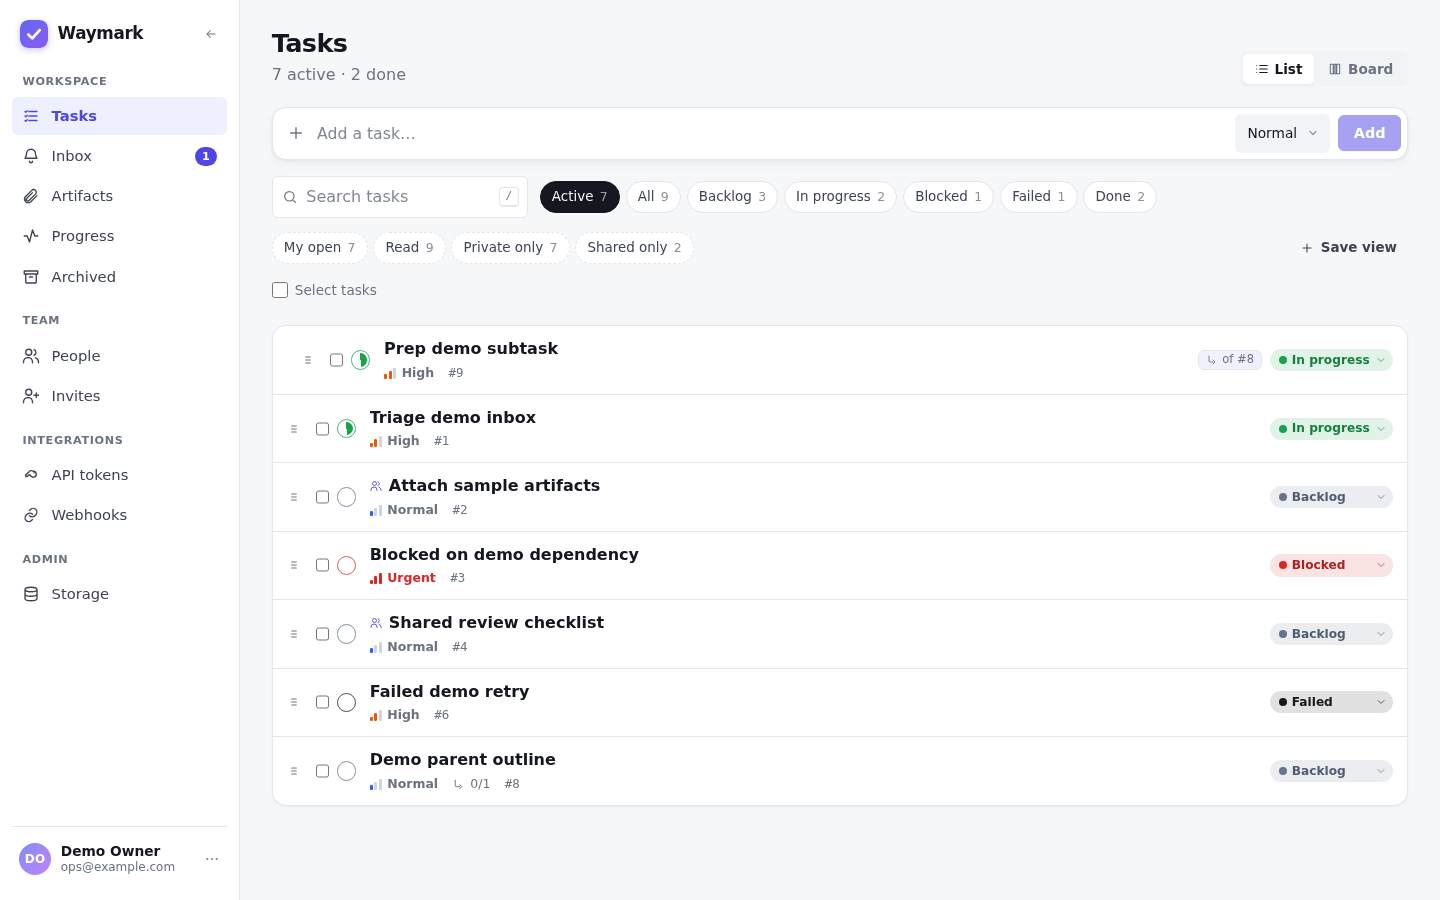 Waymark
WORKSPACE
Tasks
Inbox 1
Artifacts
Progress
Archived
TEAM
People
Invites
INTEGRATIONS
API tokens
Webhooks
ADMIN
Storage
DO
Demo Owner
ops@example.com
Tasks
7 active · 2 done
List Board
Add a task...
Normal Add
Search tasks /
Active 7 All 9 Backlog 3 In progress 2 Blocked 1 Failed 1 Done 2
My open 7 Read 9 Private only 7 Shared only 2 Save view
Select tasks
Prep demo subtask
High #9
of #8 In progress
Triage demo inbox
High #1
In progress
Attach sample artifacts
Normal #2
Backlog
Blocked on demo dependency
Urgent #3
Blocked
Shared review checklist
Normal #4
Backlog
Failed demo retry
High #6
Failed
Demo parent outline
Normal 0/1 #8
Backlog